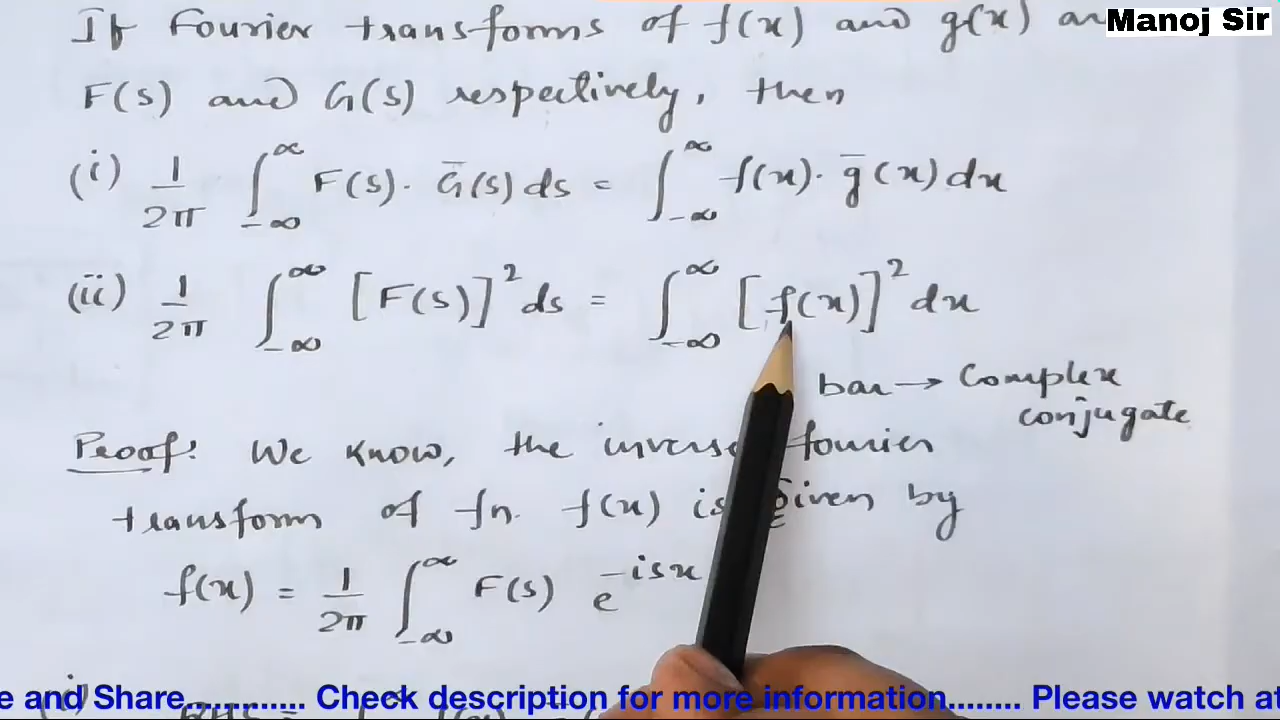 If Fourier transforms of f(x) and g(x) an
Manoj Sir
F(s) and G(s) respectively, then
(i) 1/2π ∫_{-∞}^{∞} F(s). G̅(s) ds = ∫_{-∞}^{∞} f(x). g̅(x) dx
(ii) 1/2π ∫_{-∞}^{∞} [F(s)]² ds = ∫_{-∞}^{∞} [f(x)]² dx
bar → Complex
conjugate
Proof: We know, the inverse fourier
transform of fn. f(x) is given by
f(x) = 1/2π ∫_{-∞}^{∞} F(s) e^{-isx}
e and Share............ Check description for more information......... Please watch at